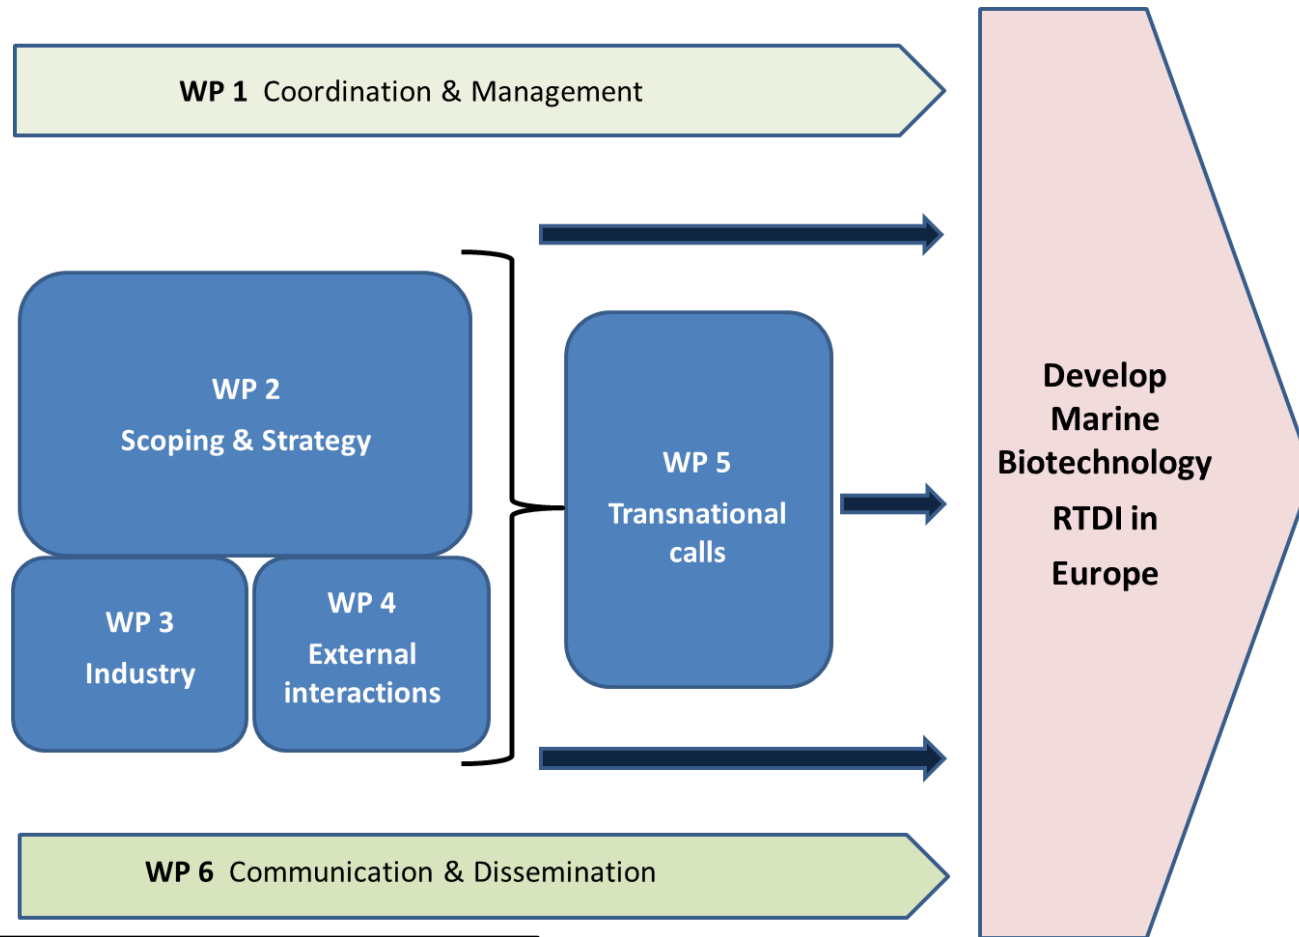 WP 1 Coordination & Management
WP 2
Scoping & Strategy
WP 3
Industry
WP 4
External
interactions
WP 5
Transnational
calls
Develop
Marine
Biotechnology
RTDI in
Europe
WP 6 Communication & Dissemination